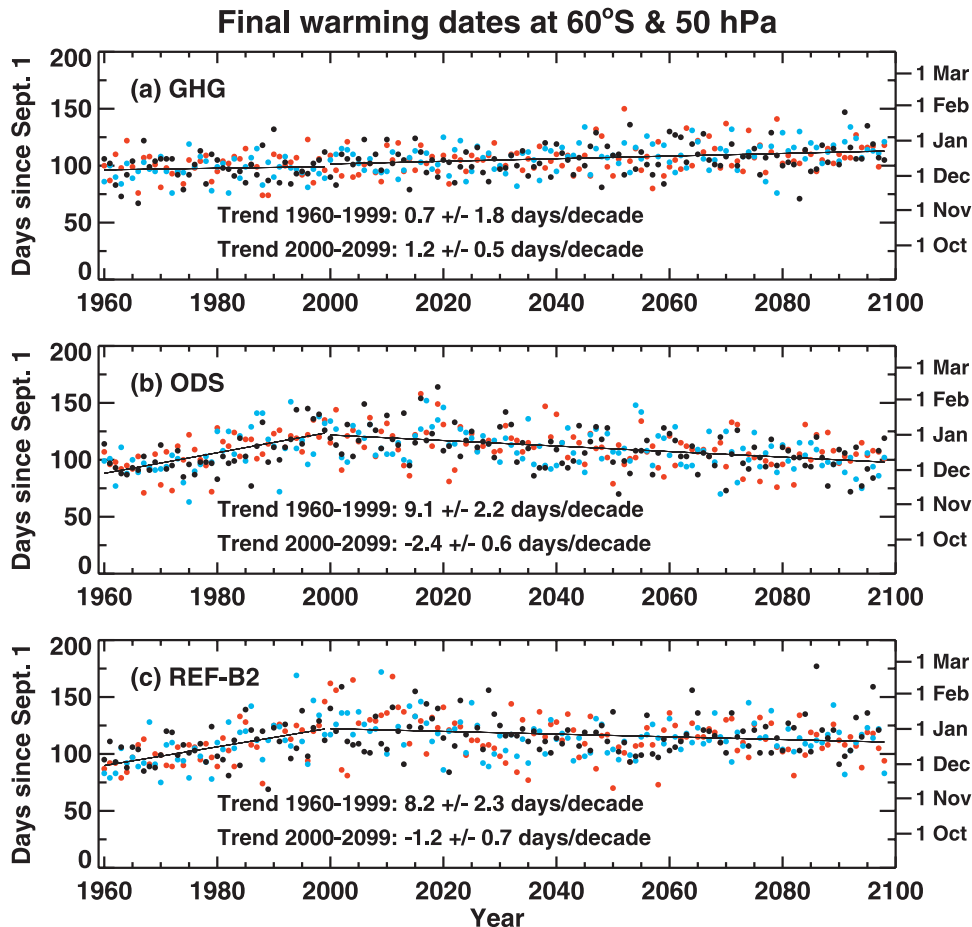 Final warming dates at 60°S & 50 hPa
Days since Sept. 1
200
150
100
50
0
(a) GHG
Trend 1960-1999: 0.7 +/- 1.8 days/decade
Trend 2000-2099: 1.2 +/- 0.5 days/decade
1 Mar
1 Feb
1 Jan
1 Dec
1 Nov
1 Oct
1960 1980 2000 2020 2040 2060 2080 2100
Days since Sept. 1
200
150
100
50
0
(b) ODS
Trend 1960-1999: 9.1 +/- 2.2 days/decade
Trend 2000-2099: -2.4 +/- 0.6 days/decade
1 Mar
1 Feb
1 Jan
1 Dec
1 Nov
1 Oct
1960 1980 2000 2020 2040 2060 2080 2100
Days since Sept. 1
200
150
100
50
0
(c) REF-B2
Trend 1960-1999: 8.2 +/- 2.3 days/decade
Trend 2000-2099: -1.2 +/- 0.7 days/decade
1 Mar
1 Feb
1 Jan
1 Dec
1 Nov
1 Oct
1960 1980 2000 2020 2040 2060 2080 2100
Year